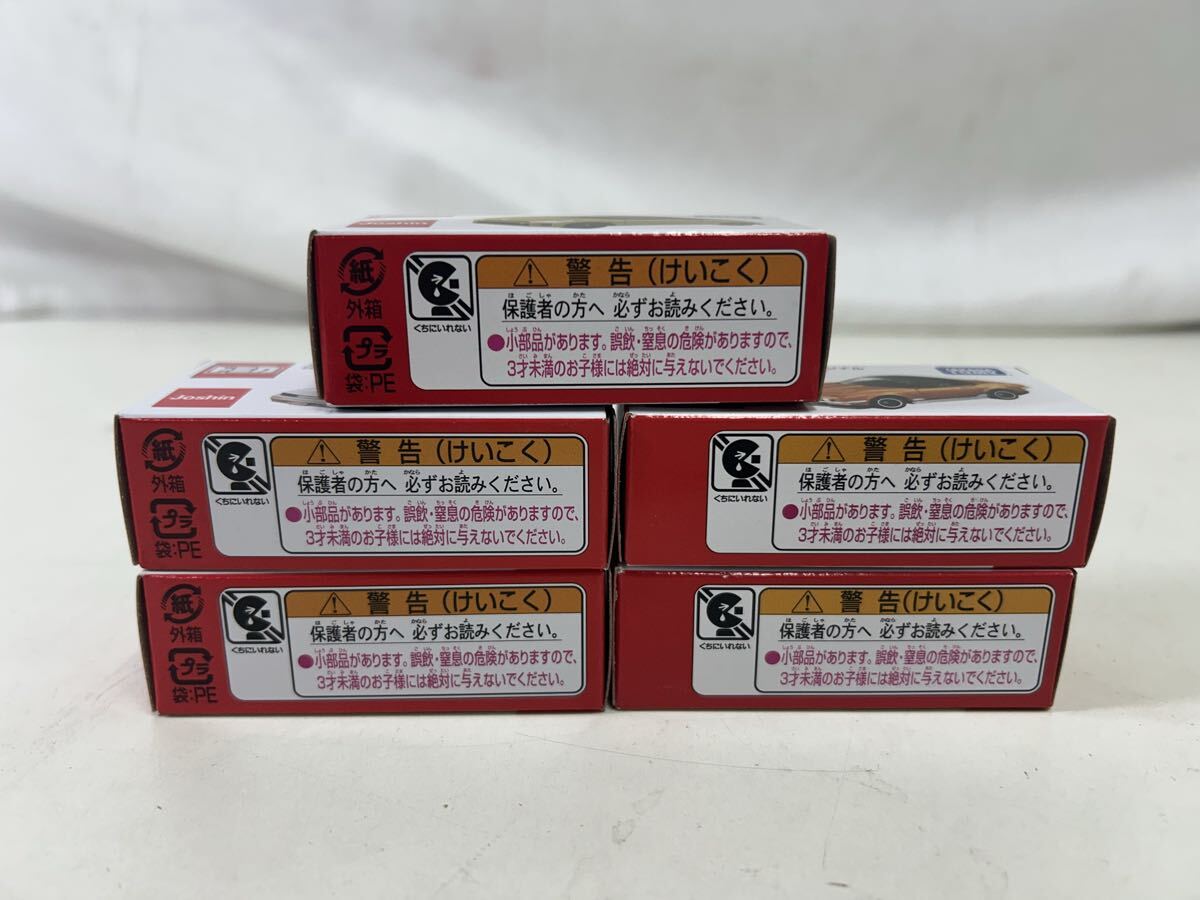 Joshin
紙
外箱
プラ
袋:PE
くちにいれない
警告(けいこく)
保護者の方へ 必ずお読みください。
●小部品があります。誤飲・窒息の危険がありますので、
3才未満のお子様には絶対に与えないでください。
Joshin
紙
外箱
プラ
袋:PE
くちにいれない
警告(けいこく)
保護者の方へ 必ずお読みください。
●小部品があります。誤飲・窒息の危険がありますので、
3才未満のお子様には絶対に与えないでください。
くちにいれない
警告(けいこく)
保護者の方へ 必ずお読みください。
●小部品があります。誤飲・窒息の危険がありますので、
3才未満のお子様には絶対に与えないでください。
紙
外箱
プラ
袋:PE
くちにいれない
警告(けいこく)
保護者の方へ 必ずお読みください。
●小部品があります。誤飲・窒息の危険がありますので、
3才未満のお子様には絶対に与えないでください。
くちにいれない
警告(けいこく)
保護者の方へ 必ずお読みください。
●小部品があります。誤飲・窒息の危険がありますので、
3才未満のお子様には絶対に与えないでください。